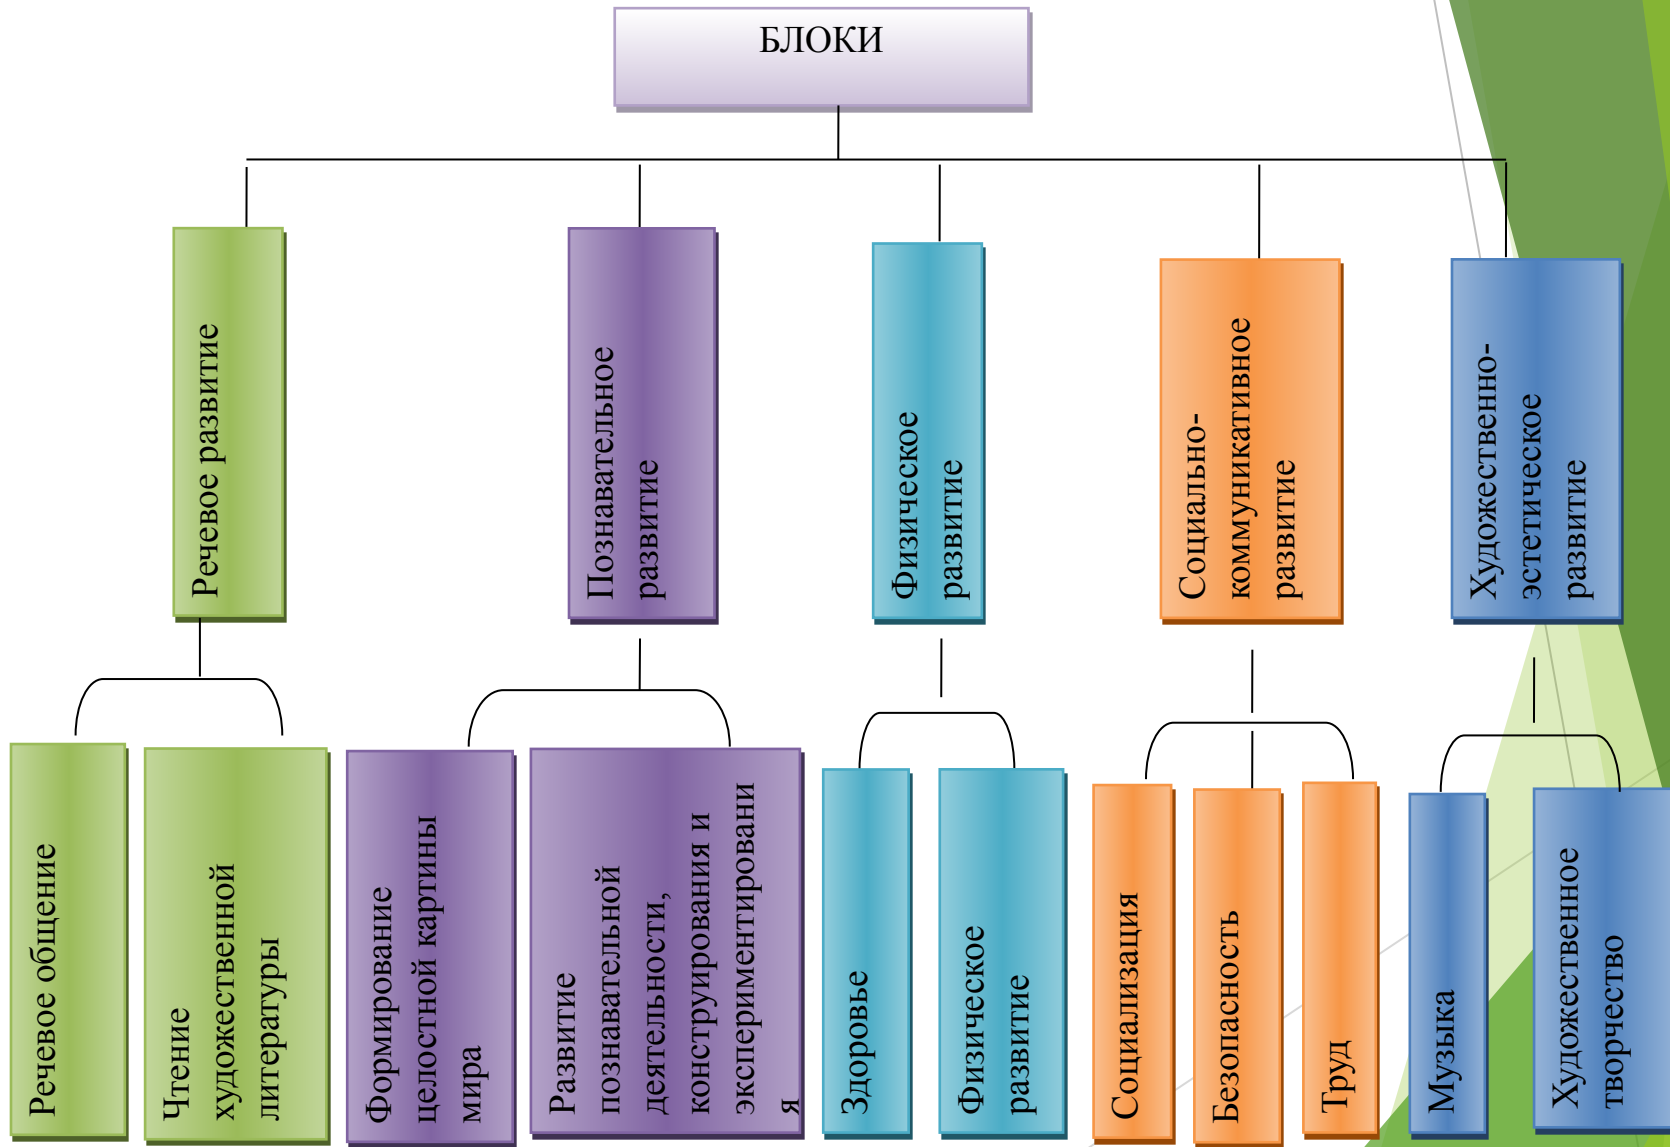 БЛОКИ
Речевое развитие
Познавательное
развитие
Физическое
развитие
Социально-
коммуникативное
развитие
Художественно-
эстетическое
развитие
Речевое общение
Чтение
художественной
литературы
Формирование
целостной картины
мира
Развитие
познавательной
деятельности,
конструирования и
экспериментировани
я
Здоровье
Физическое
развитие
Социализация
Безопасность
Труд
Музыка
Художественное
творчество